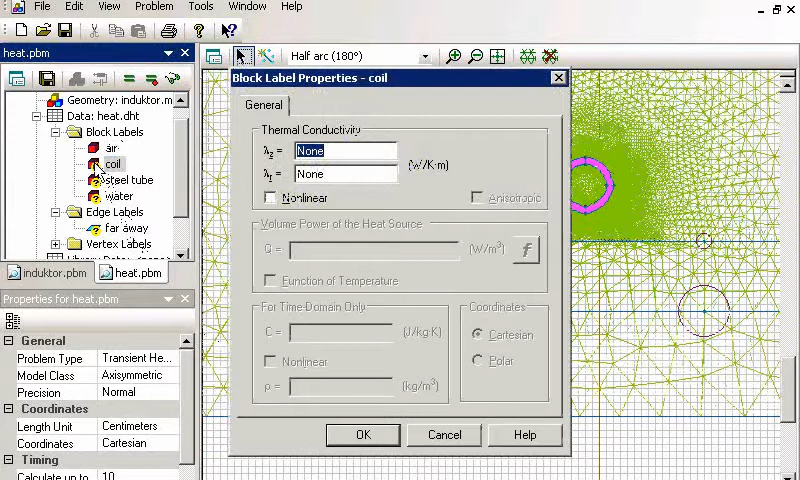 File Edit View Problem Tools Window Help
heat.pbm
Half arc (180°)
Geometry: induktor.m
Data: heat.dht
Block Labels
air
coil
steel tube
water
Edge Labels
far away
Vertex Labels
induktor.pbm heat.pbm
Properties for heat.pbm
General
Problem Type Transient He...
Model Class Axisymmetric
Precision Normal
Coordinates
Length Unit Centimeters
Coordinates Cartesian
Timing
Calculate up to 10
Block Label Properties - coil
General
Thermal Conductivity
λz = None
λr = None
(W/K·m)
Nonlinear Anisotropic
Volume Power of the Heat Source
Q = (W/m³) f
Function of Temperature
For Time-Domain Only
C = (J/kg·K)
Nonlinear
ρ = (kg/m³)
Coordinates
Cartesian
Polar
OK Cancel Help